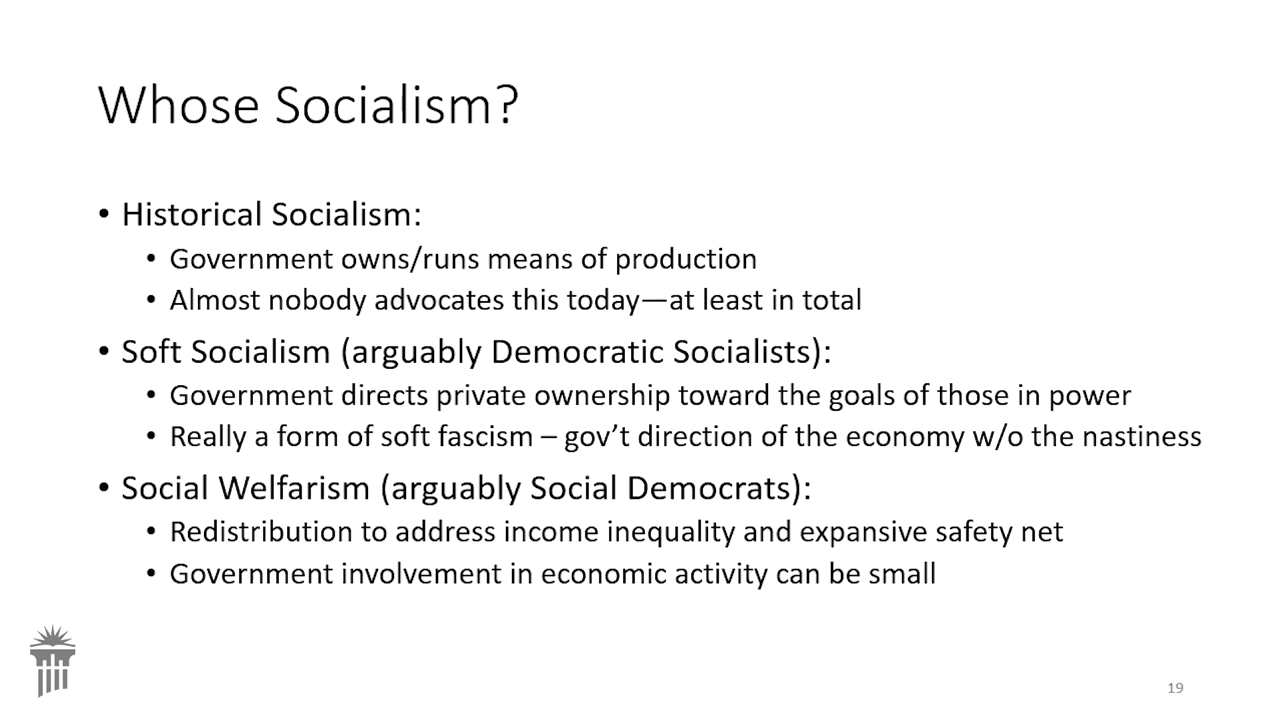 Whose Socialism?
• Historical Socialism:
• Government owns/runs means of production
• Almost nobody advocates this today—at least in total
• Soft Socialism (arguably Democratic Socialists):
• Government directs private ownership toward the goals of those in power
• Really a form of soft fascism – gov’t direction of the economy w/o the nastiness
• Social Welfarism (arguably Social Democrats):
• Redistribution to address income inequality and expansive safety net
• Government involvement in economic activity can be small
19